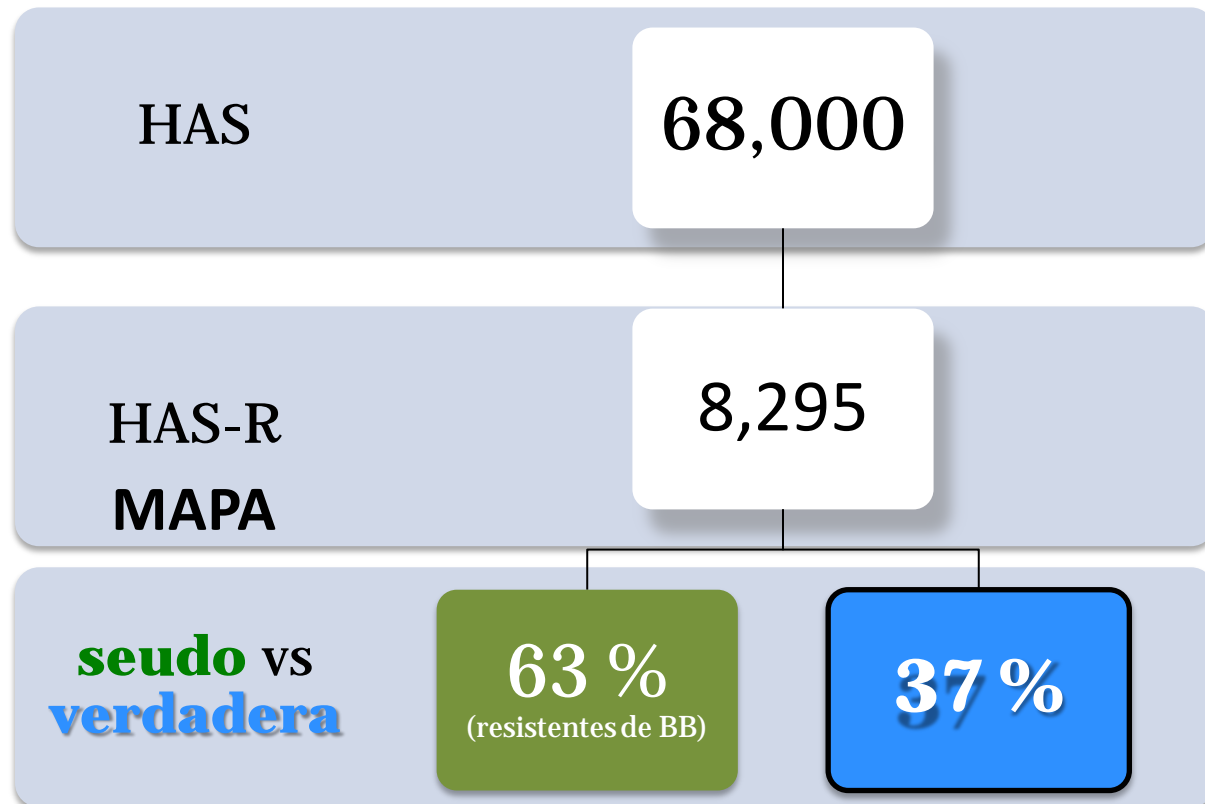 HAS
68,000
HAS-R
MAPA
8,295
seudo vs
verdadera
63 %
(resistentes de BB)
37 %